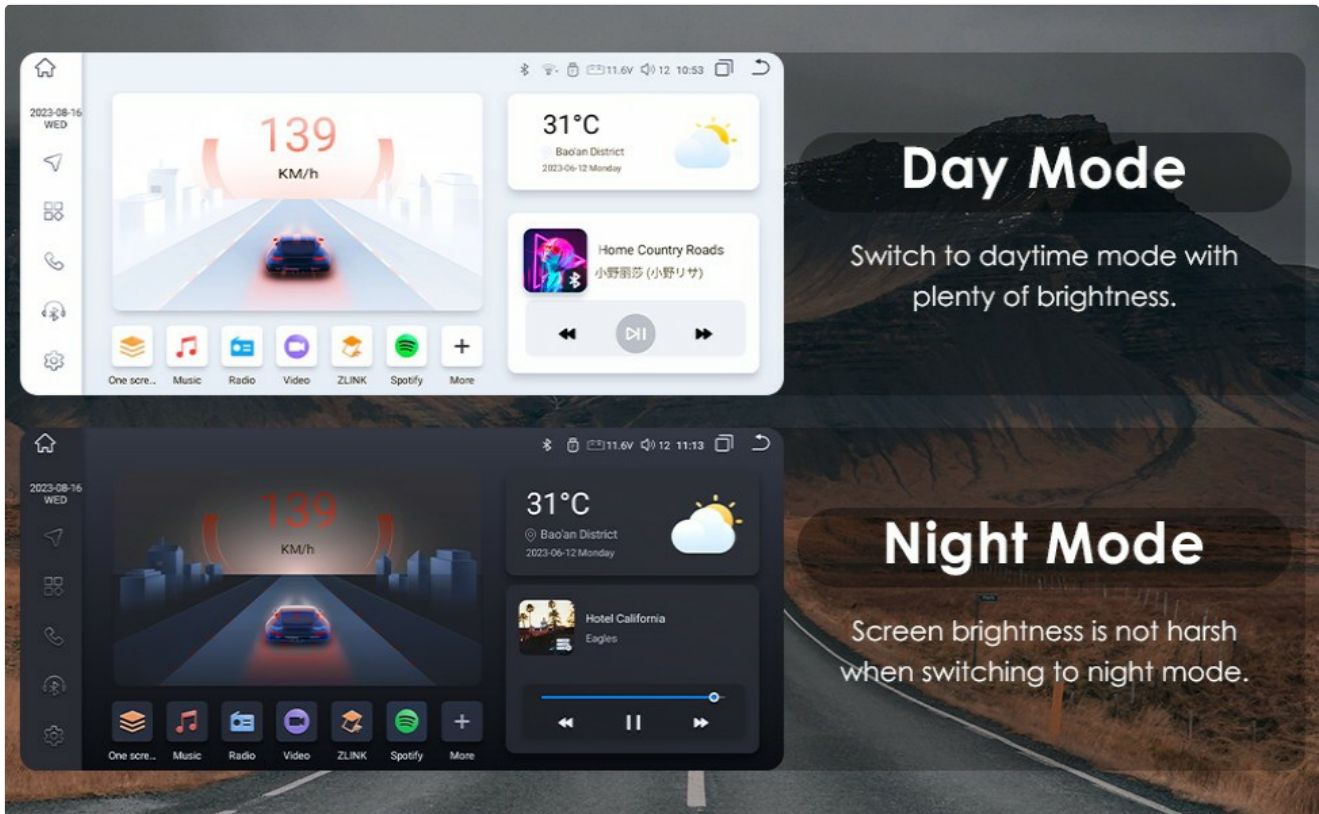 11.6V 12 10:53
2023-08-16
WED
139
KM/h
31°C
Bao'an District
2023-06-12 Monday
Home Country Roads
小野丽莎 (小野リサ)
One scre..
Music
Radio
Video
ZLINK
Spotify
More
Day Mode
Switch to daytime mode with
plenty of brightness.
11.6V 12 11:13
2023-08-16
WED
139
KM/h
31°C
Bao'an District
2023-06-12 Monday
Hotel California
Eagles
One scre..
Music
Radio
Video
ZLINK
Spotify
More
Night Mode
Screen brightness is not harsh
when switching to night mode.